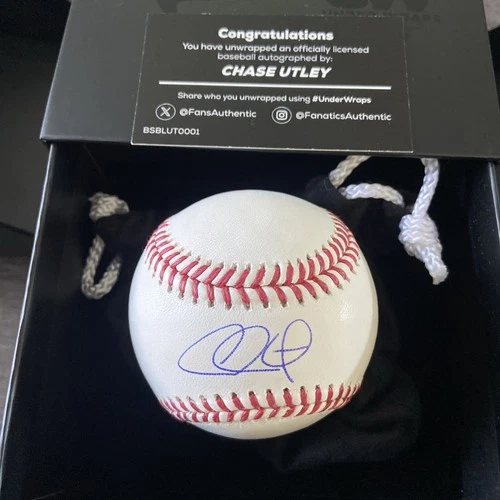 Congratulations
You have unwrapped an officially licensed
baseball autographed by:
CHASE UTLEY
Share who you unwrapped using #UnderWraps
@FansAuthentic @FanaticsAuthentic
BSBLUT0001